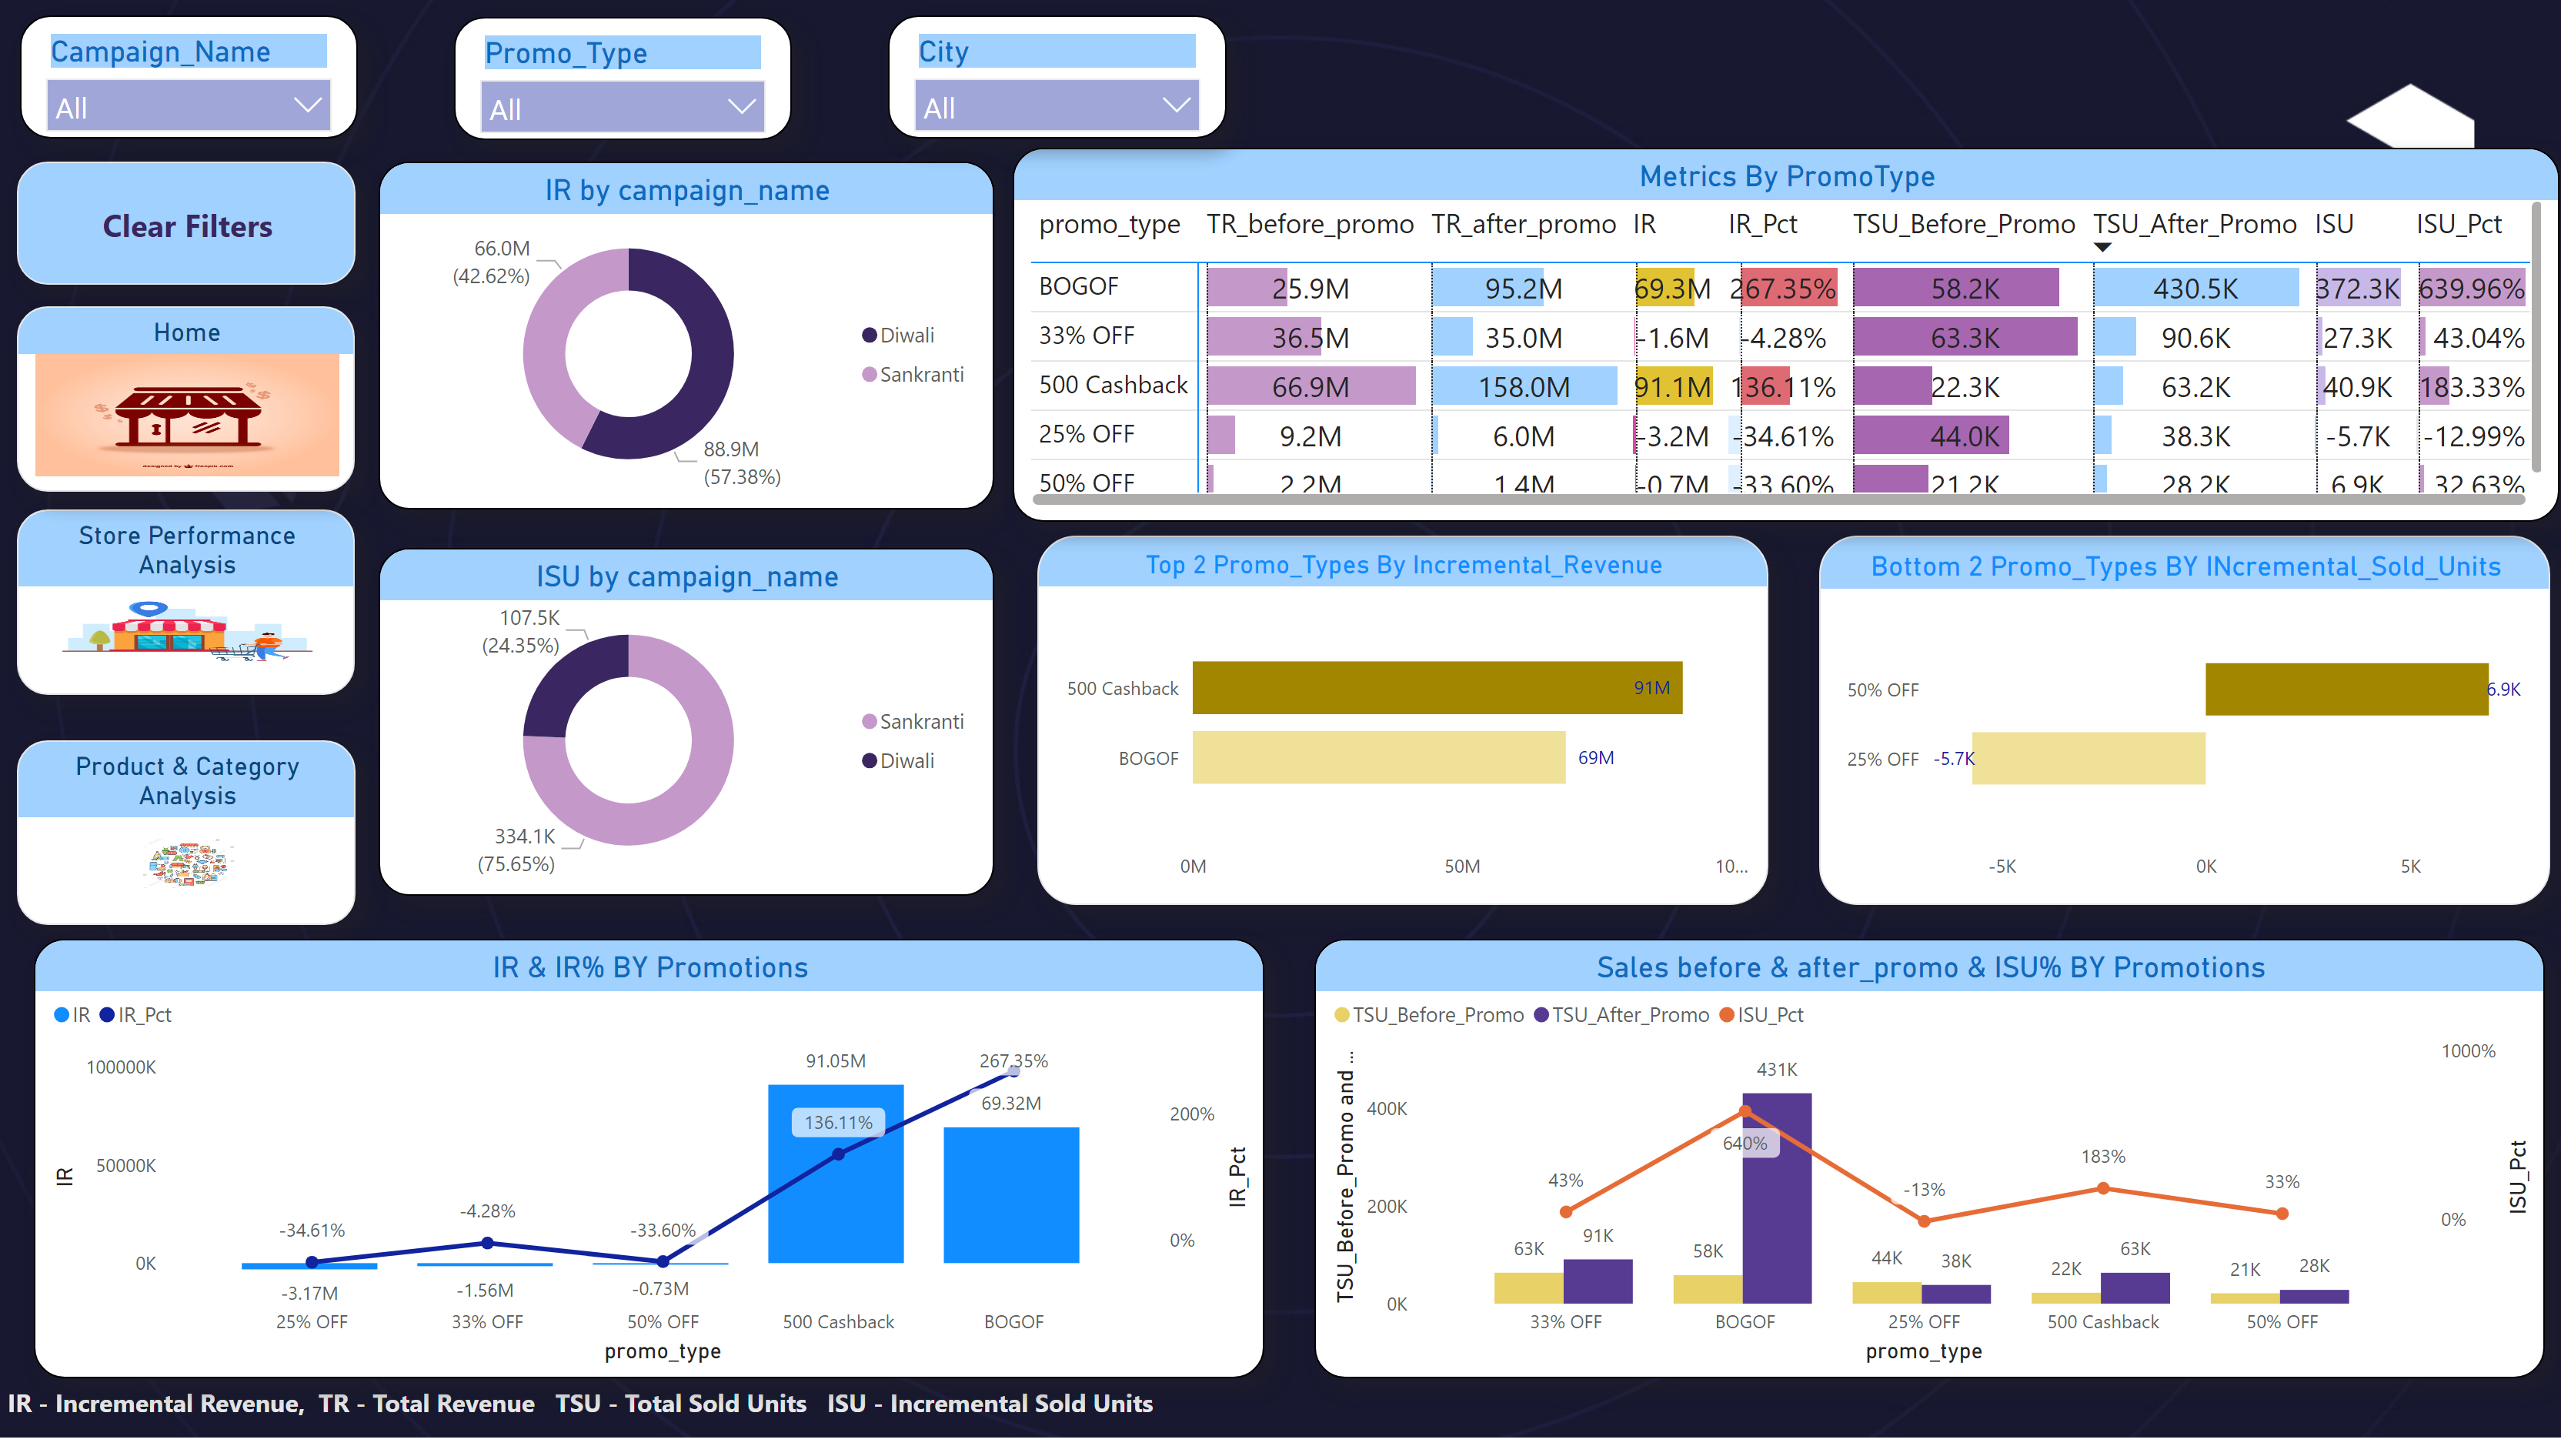 Campaign_Name
All
Promo_Type
All
City
All
Clear Filters
Home
designed by freepik.com
Store Performance
Analysis
Product & Category
Analysis
IR by campaign_name
66.0M
(42.62%)
88.9M
(57.38%)
Diwali
Sankranti
Metrics By PromoType
promo_type TR_before_promo TR_after_promo IR IR_Pct TSU_Before_Promo TSU_After_Promo ISU ISU_Pct
BOGOF 25.9M 95.2M 69.3M 267.35% 58.2K 430.5K 372.3K 639.96%
33% OFF 36.5M 35.0M -1.6M -4.28% 63.3K 90.6K 27.3K 43.04%
500 Cashback 66.9M 158.0M 91.1M 136.11% 22.3K 63.2K 40.9K 183.33%
25% OFF 9.2M 6.0M -3.2M -34.61% 44.0K 38.3K -5.7K -12.99%
50% OFF 2.2M 1.4M -0.7M -33.60% 21.2K 28.2K 6.9K 32.63%
ISU by campaign_name
107.5K
(24.35%)
334.1K
(75.65%)
Sankranti
Diwali
Top 2 Promo_Types By Incremental_Revenue
500 Cashback 91M
BOGOF 69M
0M 50M 10...
Bottom 2 Promo_Types BY INcremental_Sold_Units
50% OFF 6.9K
25% OFF -5.7K
-5K 0K 5K
IR & IR% BY Promotions
IR IR_Pct
100000K
50000K
0K
IR
91.05M
267.35%
69.32M
136.11%
-34.61%
-4.28%
-33.60%
-3.17M
-1.56M
-0.73M
200%
0%
IR_Pct
25% OFF 33% OFF 50% OFF 500 Cashback BOGOF
promo_type
Sales before & after_promo & ISU% BY Promotions
TSU_Before_Promo TSU_After_Promo ISU_Pct
TSU_Before_Promo and ...
400K
200K
0K
431K
640%
43%
-13%
183%
33%
63K 91K
58K
44K 38K
22K 63K
21K 28K
1000%
0%
ISU_Pct
33% OFF BOGOF 25% OFF 500 Cashback 50% OFF
promo_type
IR - Incremental Revenue, TR - Total Revenue TSU - Total Sold Units ISU - Incremental Sold Units